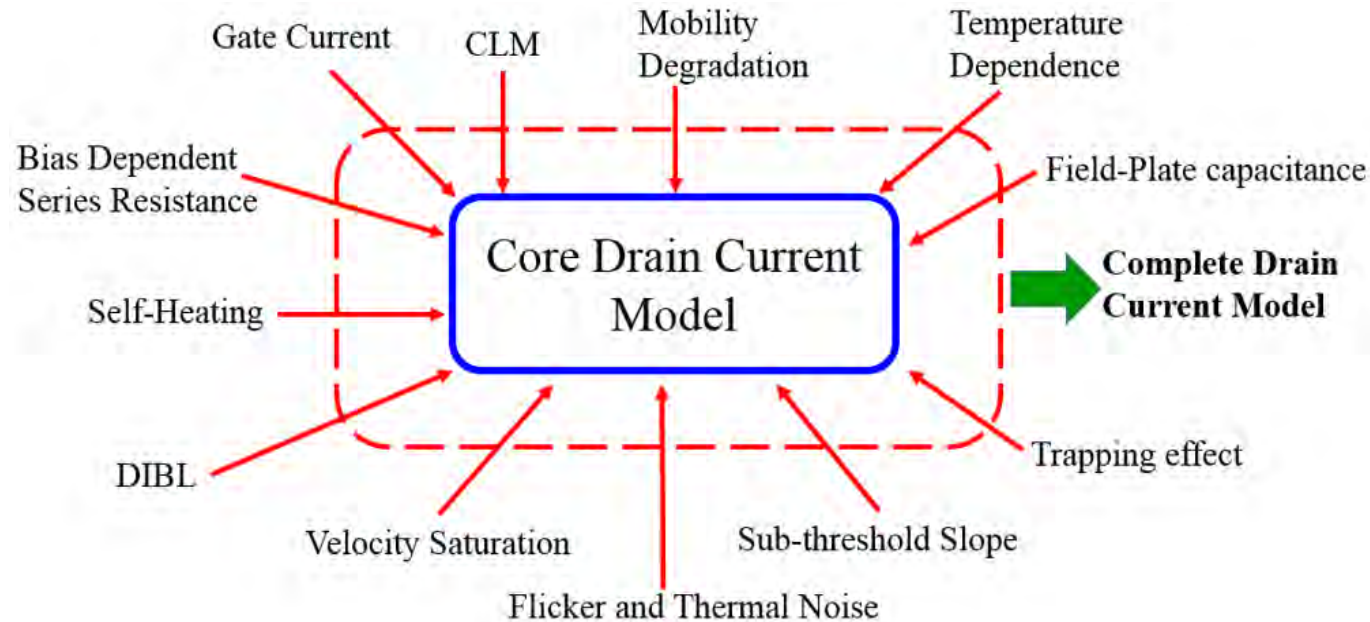 Gate Current
CLM
Mobility
Degradation
Temperature
Dependence
Bias Dependent
Series Resistance
Field-Plate capacitance
Core Drain Current
Model
Complete Drain
Current Model
Self-Heating
DIBL
Trapping effect
Velocity Saturation
Sub-threshold Slope
Flicker and Thermal Noise